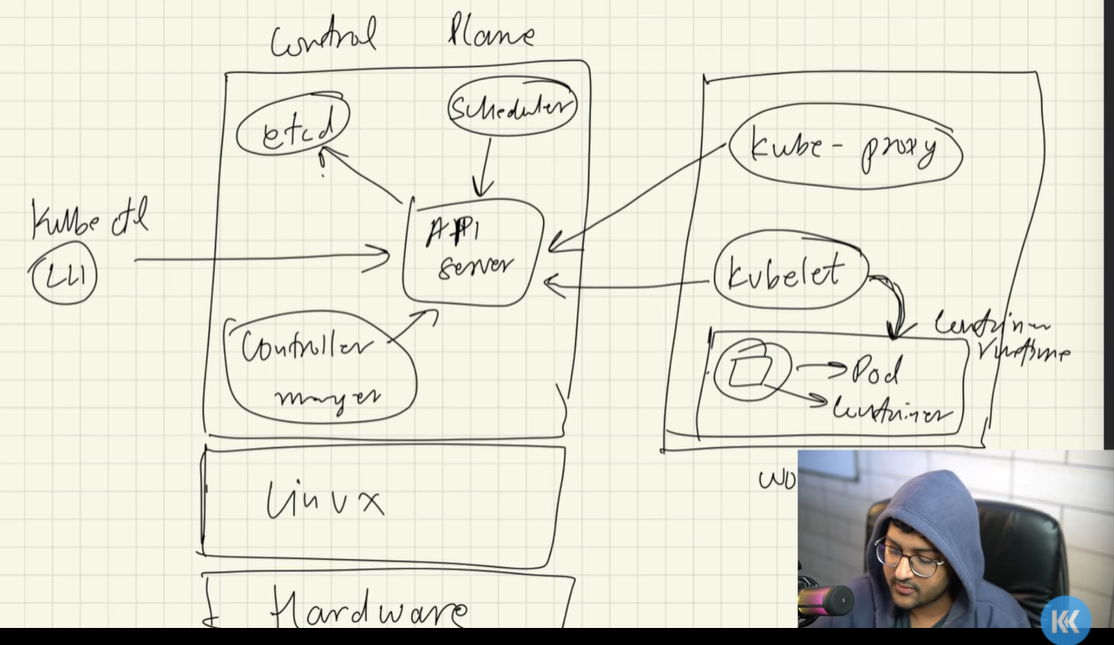 Control Plane
etcd
Scheduler
kube-proxy
Kubectl
CLI
API
server
kubelet
Controller
manager
Container
runtime
Pod
Container
Linux
Hardware
WO
KK